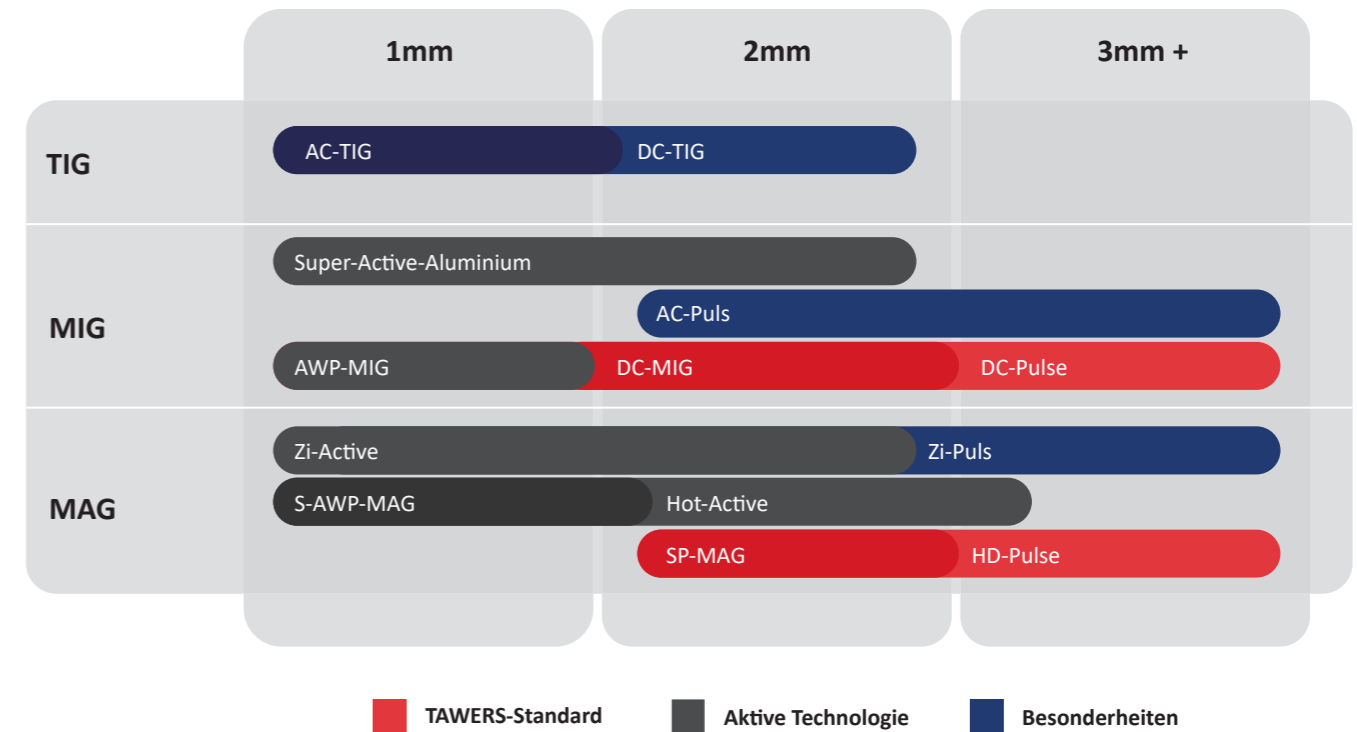 1mm 2mm 3mm +
TIG
AC-TIG DC-TIG
MIG
Super-Active-Aluminium
AC-Puls
AWP-MIG DC-MIG DC-Pulse
MAG
Zi-Active Zi-Puls
S-AWP-MAG Hot-Active
SP-MAG HD-Pulse
TAWERS-Standard Aktive Technologie Besonderheiten